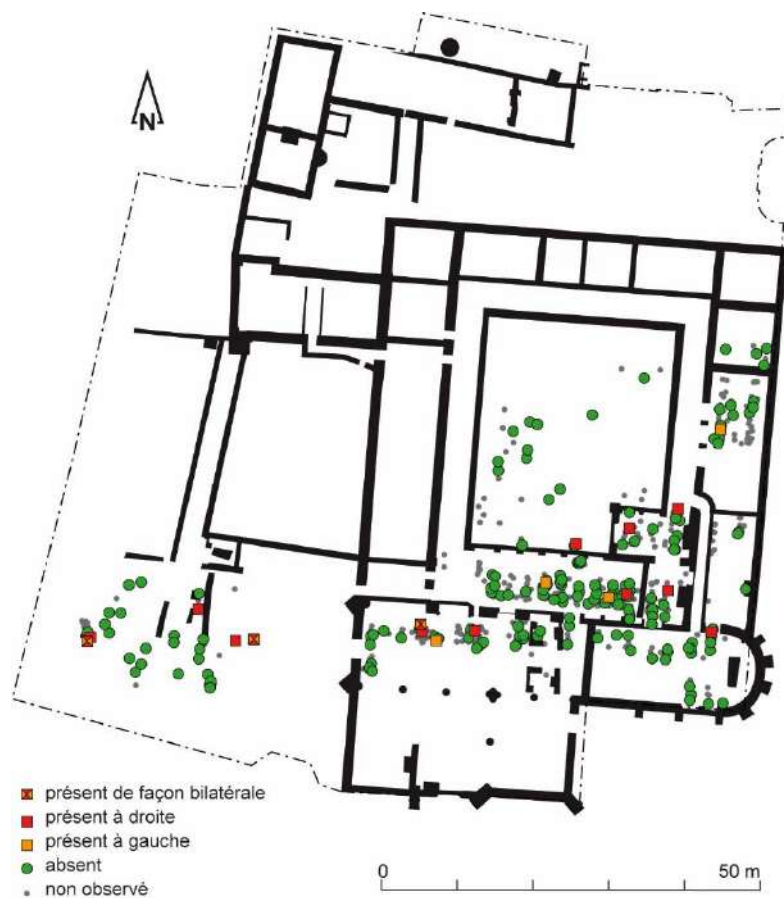 N
présent de façon bilatérale
présent à droite
présent à gauche
absent
non observé
0 50 m